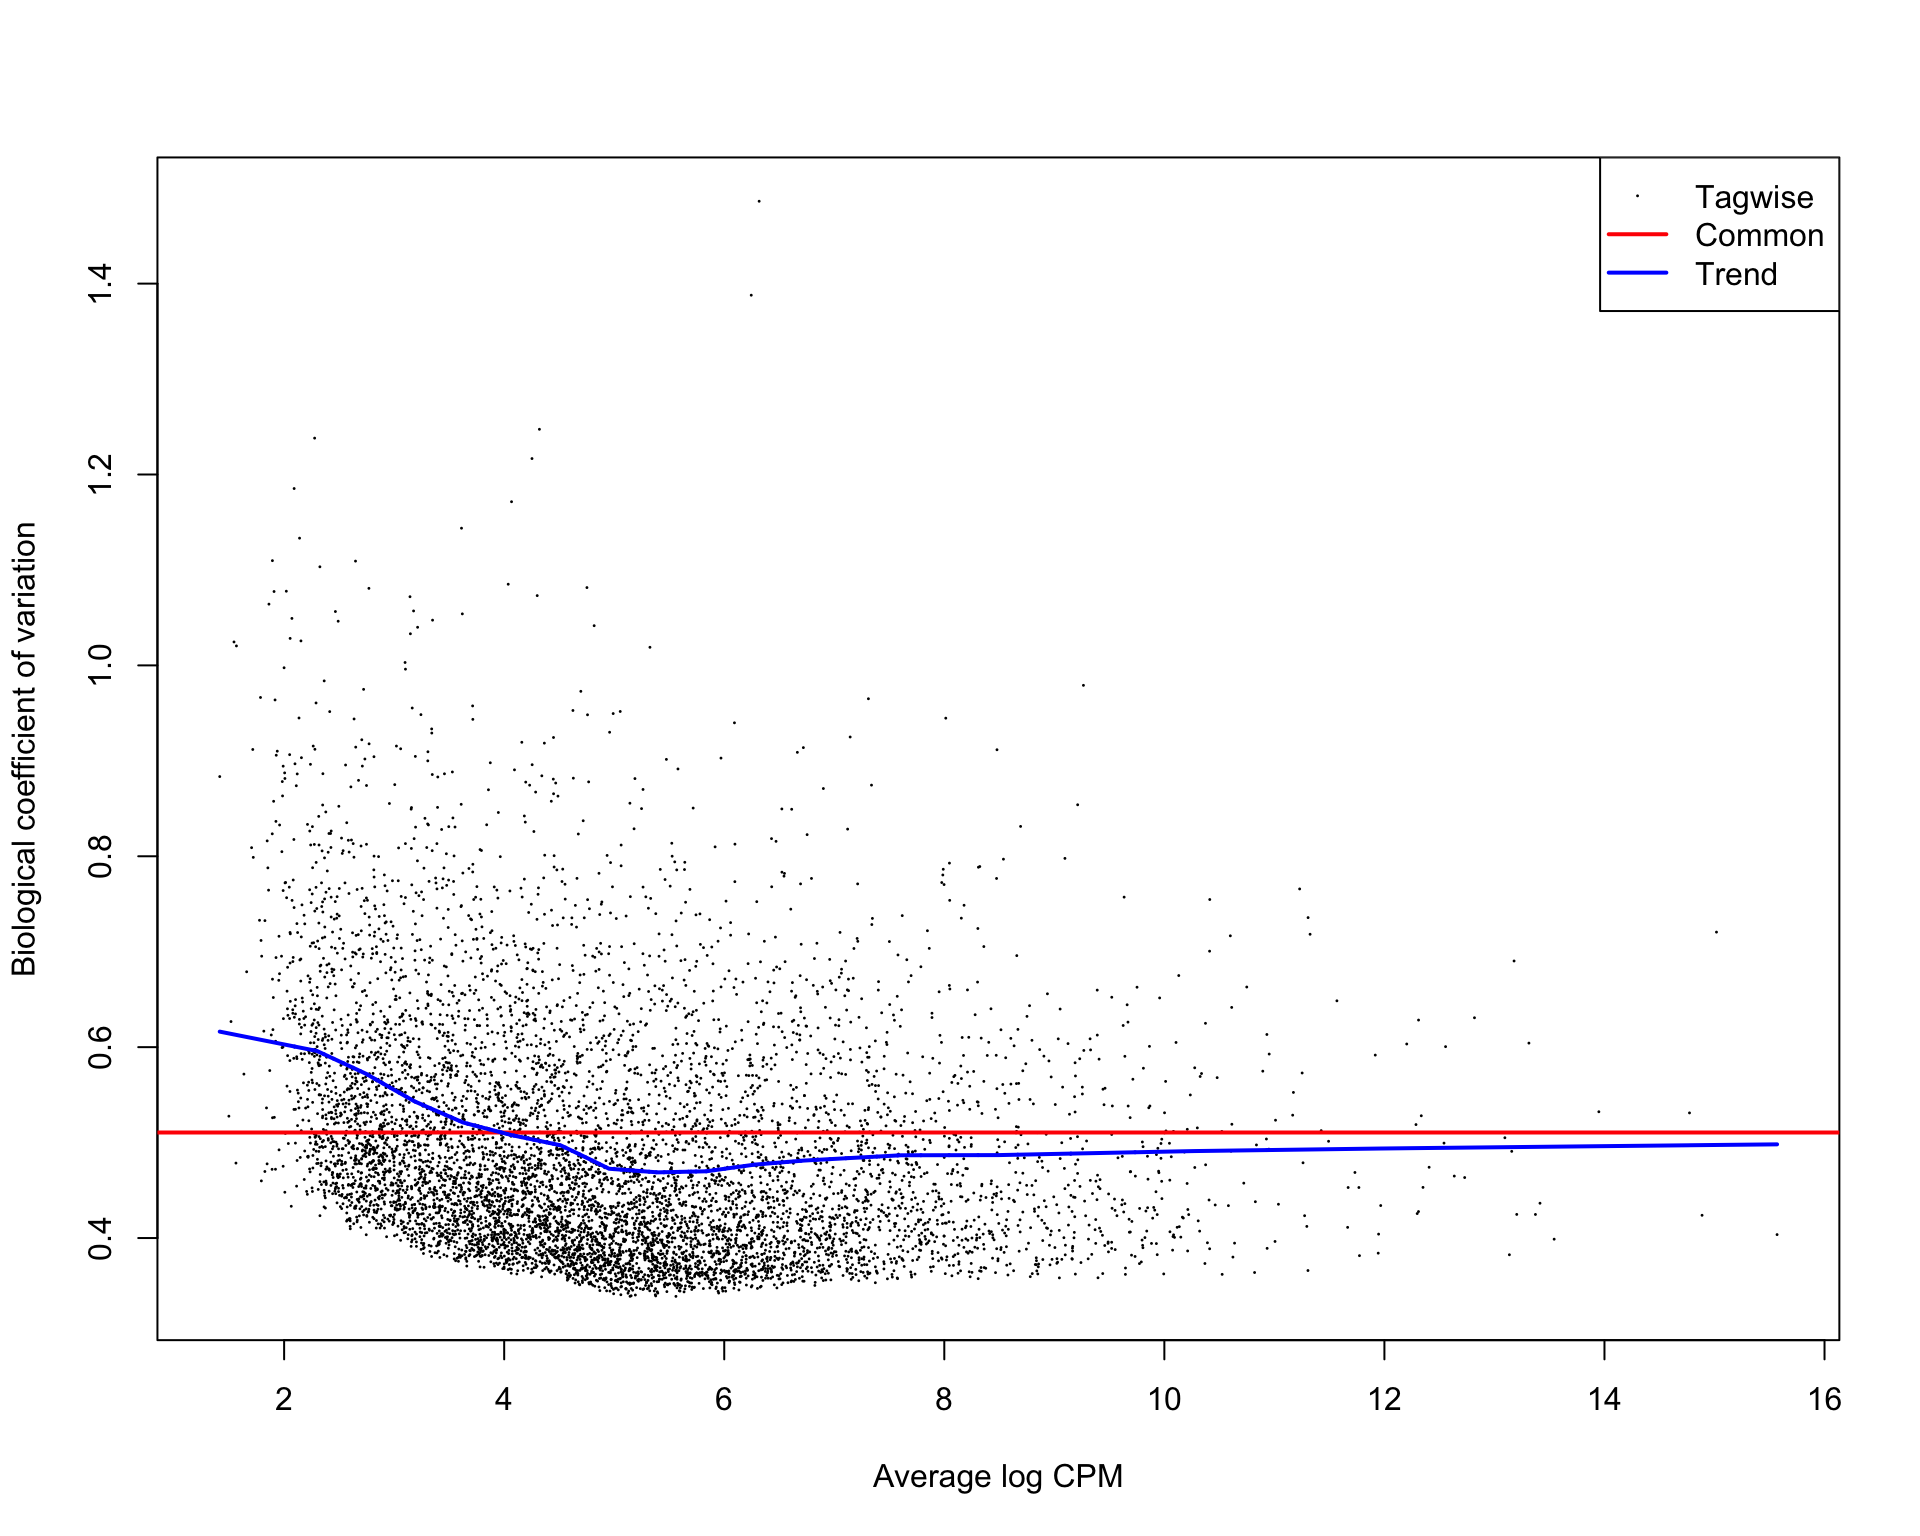 Tagwise
Common
Trend
1.4
1.2
1.0
0.8
0.6
0.4
Biological coefficient of variation
2 4 6 8 10 12 14 16
Average log CPM